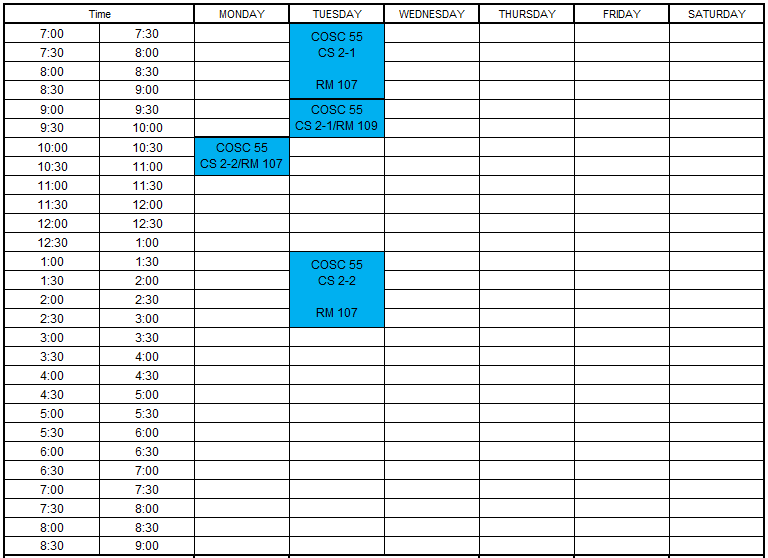 Time MONDAY TUESDAY WEDNESDAY THURSDAY FRIDAY SATURDAY
7:00 7:30 COSC 55
7:30 8:00 CS 2-1
8:00 8:30
8:30 9:00 RM 107
9:00 9:30 COSC 55
9:30 10:00 CS 2-1/RM 109
10:00 10:30 COSC 55
10:30 11:00 CS 2-2/RM 107
11:00 11:30
11:30 12:00
12:00 12:30
12:30 1:00
1:00 1:30 COSC 55
1:30 2:00 CS 2-2
2:00 2:30
2:30 3:00 RM 107
3:00 3:30
3:30 4:00
4:00 4:30
4:30 5:00
5:00 5:30
5:30 6:00
6:00 6:30
6:30 7:00
7:00 7:30
7:30 8:00
8:00 8:30
8:30 9:00